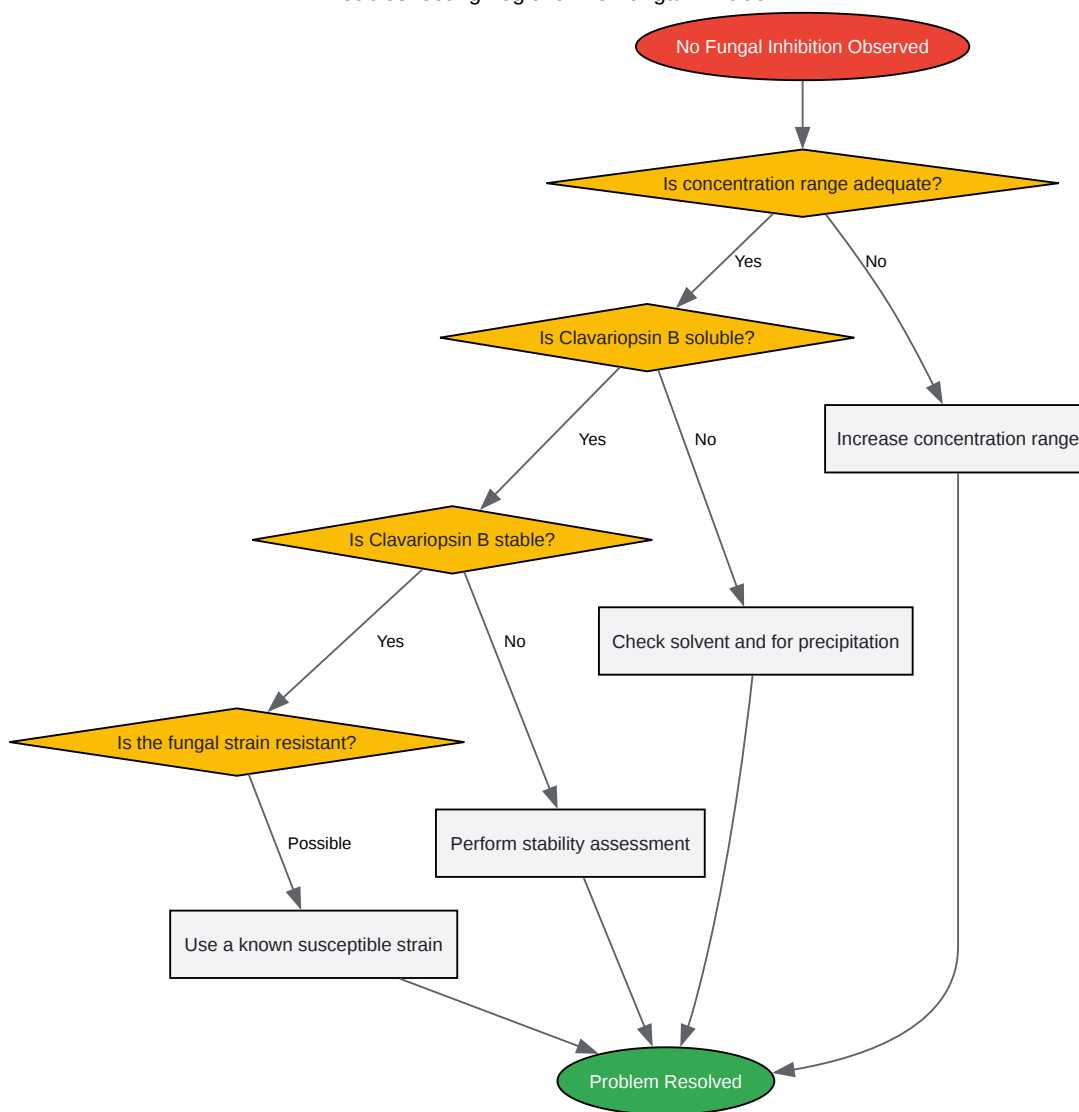 No Fungal Inhibition Observed
Is concentration range adequate?
Yes
No
Is Clavariopsin B soluble?
Yes
No
Increase concentration range
Is Clavariopsin B stable?
Yes
No
Check solvent and for precipitation
Is the fungal strain resistant?
Possible
Perform stability assessment
Use a known susceptible strain
Problem Resolved